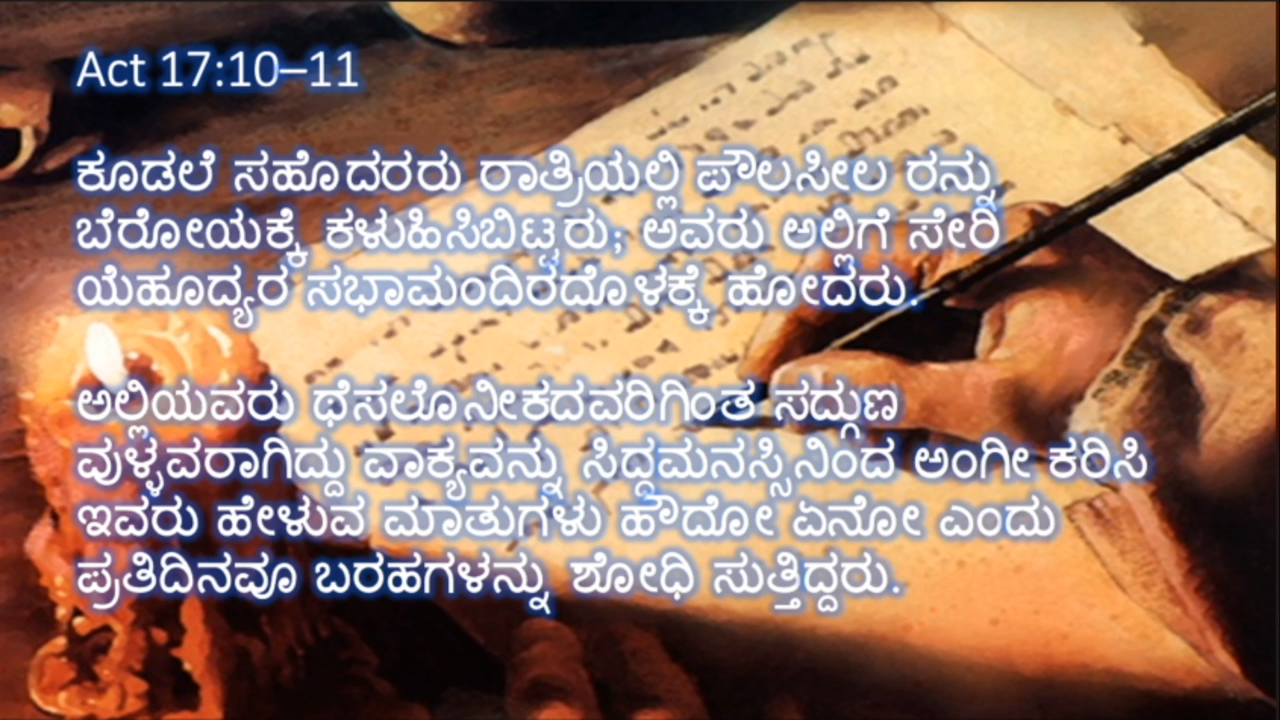 Act 17:10–11
ಕೂಡಲೆ ಸಹೊದರರು ರಾತ್ರಿಯಲ್ಲಿ ಪೌಲಸೀಲ ರನ್ನು
ಬೆರೋಯಕ್ಕೆ ಕಳುಹಿಸಿಬಿಟ್ಟರು; ಅವರು ಅಲ್ಲಿಗೆ ಸೇರಿ
ಯೆಹೂದ್ಯರ ಸಭಾಮಂದಿರದೊಳಕ್ಕೆ ಹೋದರು.
ಅಲ್ಲಿಯವರು ಥೆಸಲೊನೀಕದವರಿಗಿಂತ ಸದ್ಗುಣ
ವುಳ್ಳವರಾಗಿದ್ದು ವಾಕ್ಯವನ್ನು ಸಿದ್ದಮನಸ್ಸಿನಿಂದ ಅಂಗೀ ಕರಿಸಿ
ಇವರು ಹೇಳುವ ಮಾತುಗಳು ಹೌದೋ ಏನೋ ಎಂದು
ಪ್ರತಿದಿನವೂ ಬರಹಗಳನ್ನು ಶೋಧಿ ಸುತ್ತಿದ್ದರು.